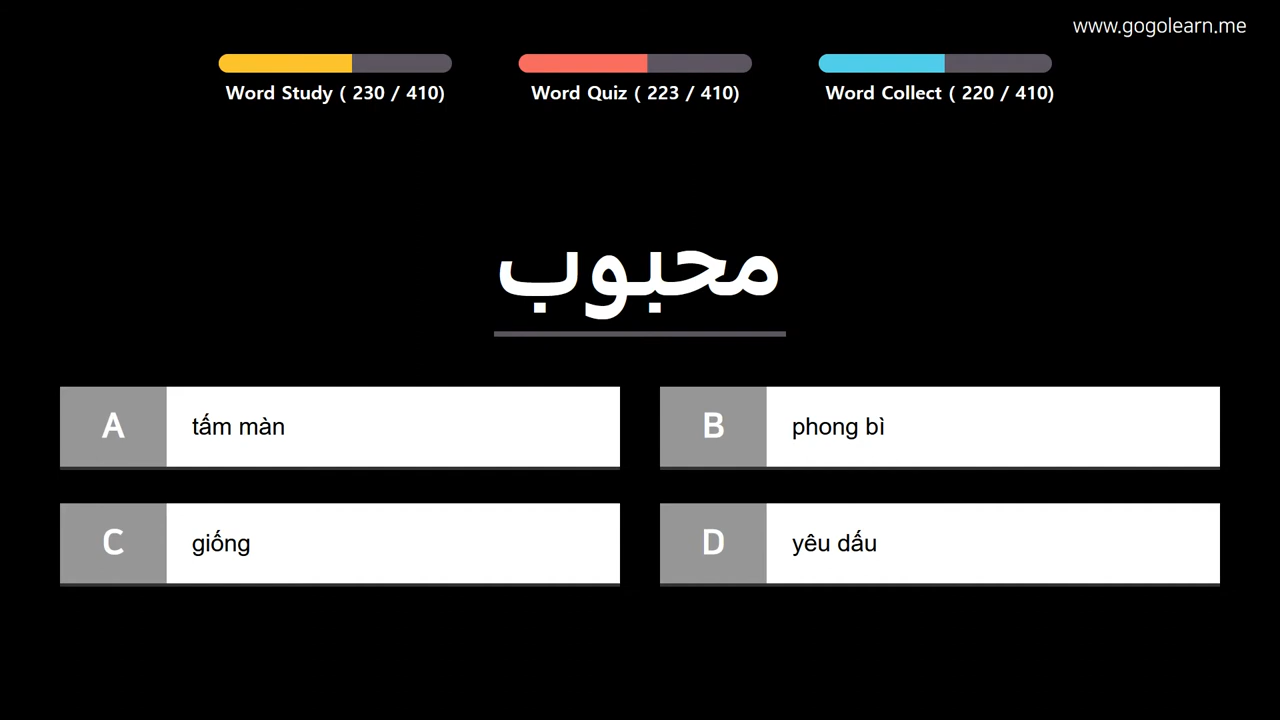 www.gogolearn.me
Word Study ( 230 / 410)
Word Quiz ( 223 / 410)
Word Collect ( 220 / 410)
محبوب
A tấm màn
B phong bì
C giống
D yêu dấu